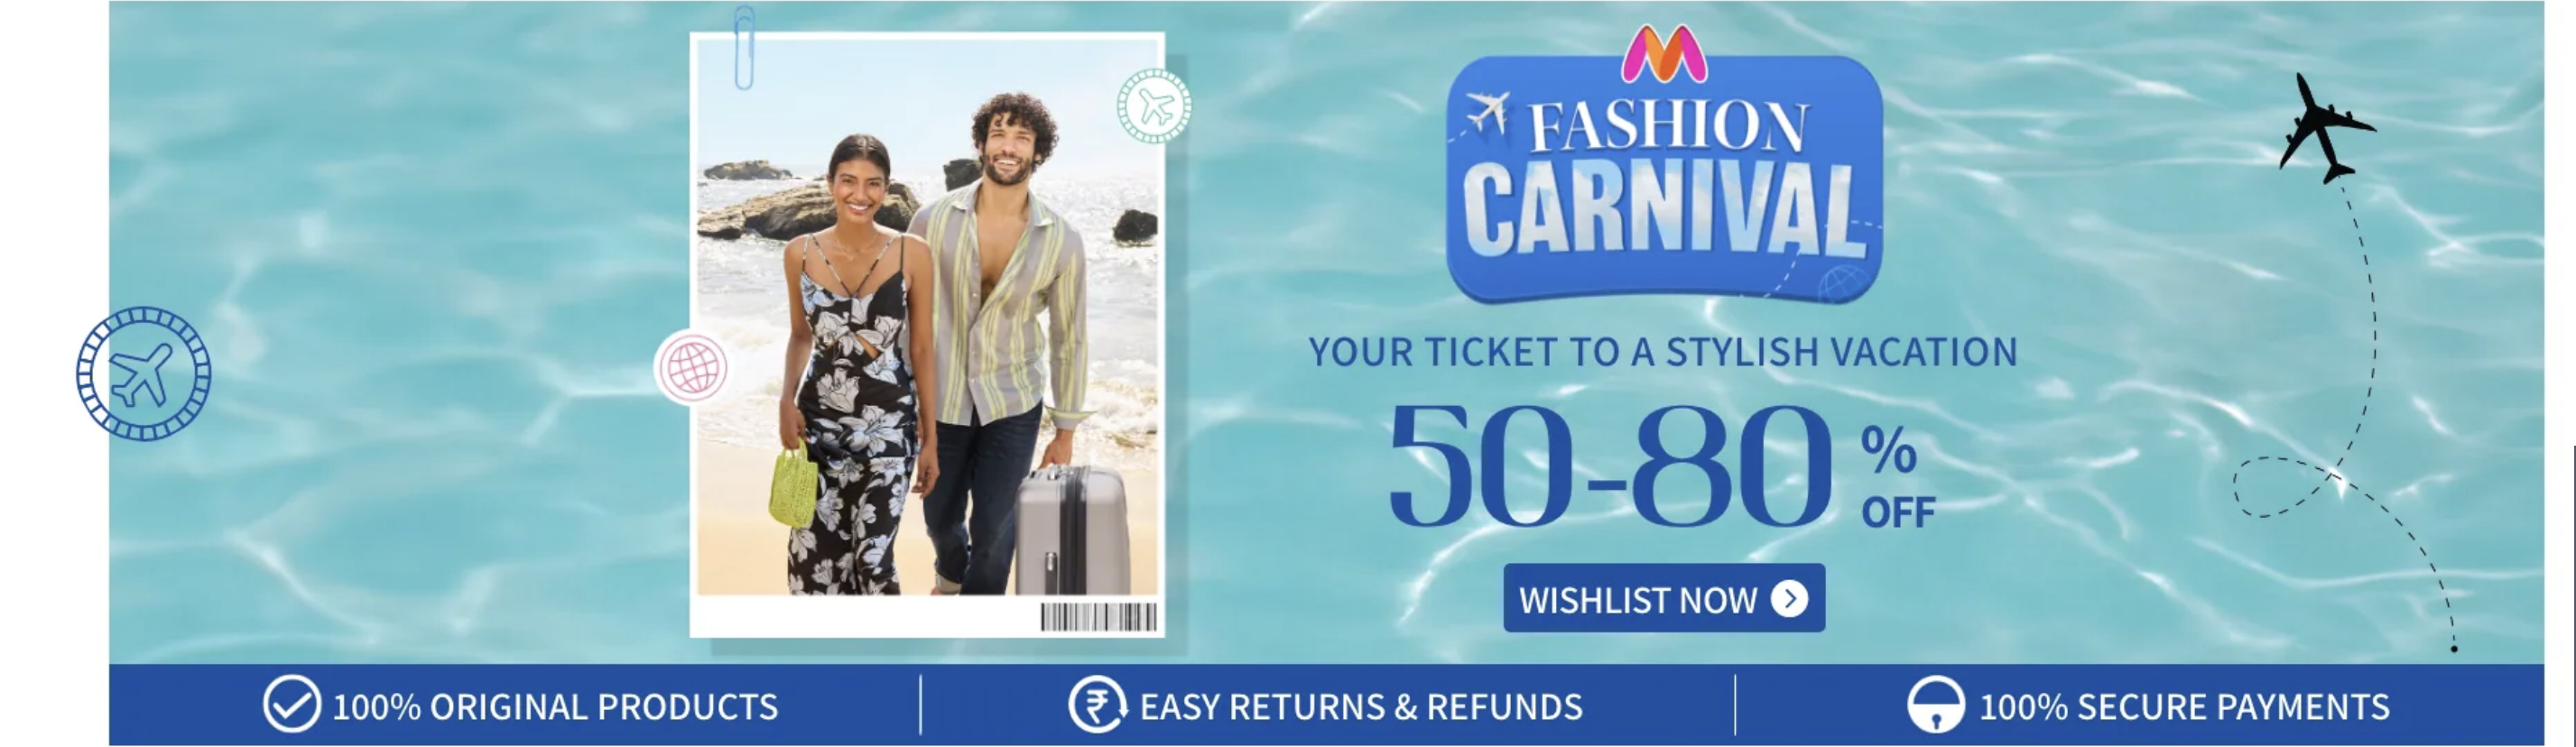 FASHION
CARNIVAL
YOUR TICKET TO A STYLISH VACATION
50-80 %
OFF
WISHLIST NOW
100% ORIGINAL PRODUCTS
EASY RETURNS & REFUNDS
100% SECURE PAYMENTS